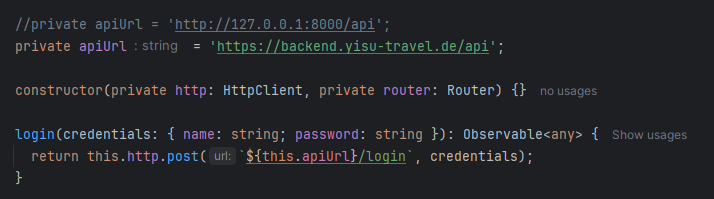 //private apiUrl = 'http://127.0.0.1:8000/api';
private apiUrl : string = 'https://backend.yisu-travel.de/api';
constructor(private http: HttpClient, private router: Router) {} no usages
login(credentials: { name: string; password: string }): Observable<any> { Show usages
return this.http.post( url: `${this.apiUrl}/login`, credentials);
}